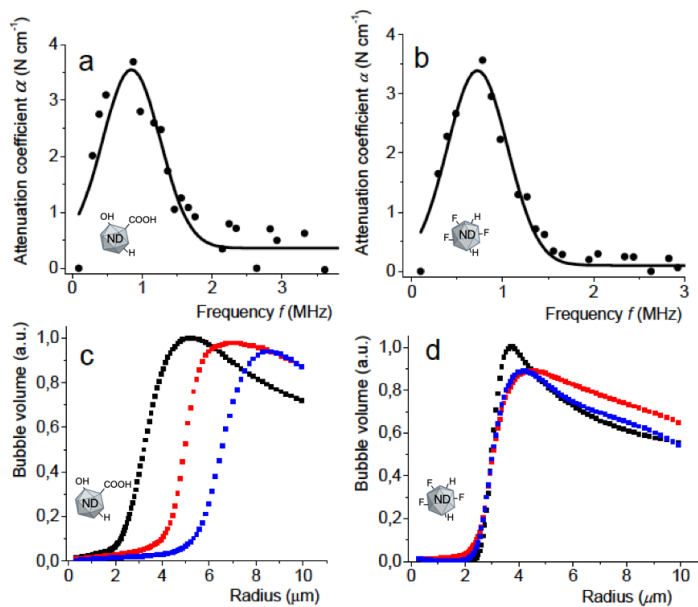 a
b
Attenuation coefficient α (N cm⁻¹)
4
3
2
1
0
OH
COOH
ND
H
0 1 2 3
Frequency f (MHz)
Attenuation coefficient α (N cm⁻¹)
4
3
2
1
0
F
H
ND
F
F
H
0 1 2 3
Frequency f (MHz)
c
Bubble volume (a.u.)
1,0
0,8
0,6
0,4
0,2
0,0
OH
COOH
ND
H
0 2 4 6 8 10
Radius (μm)
d
Bubble volume (a.u.)
1,0
0,8
0,6
0,4
0,2
0,0
F
H
ND
F
F
H
0 2 4 6 8 10
Radius (μm)